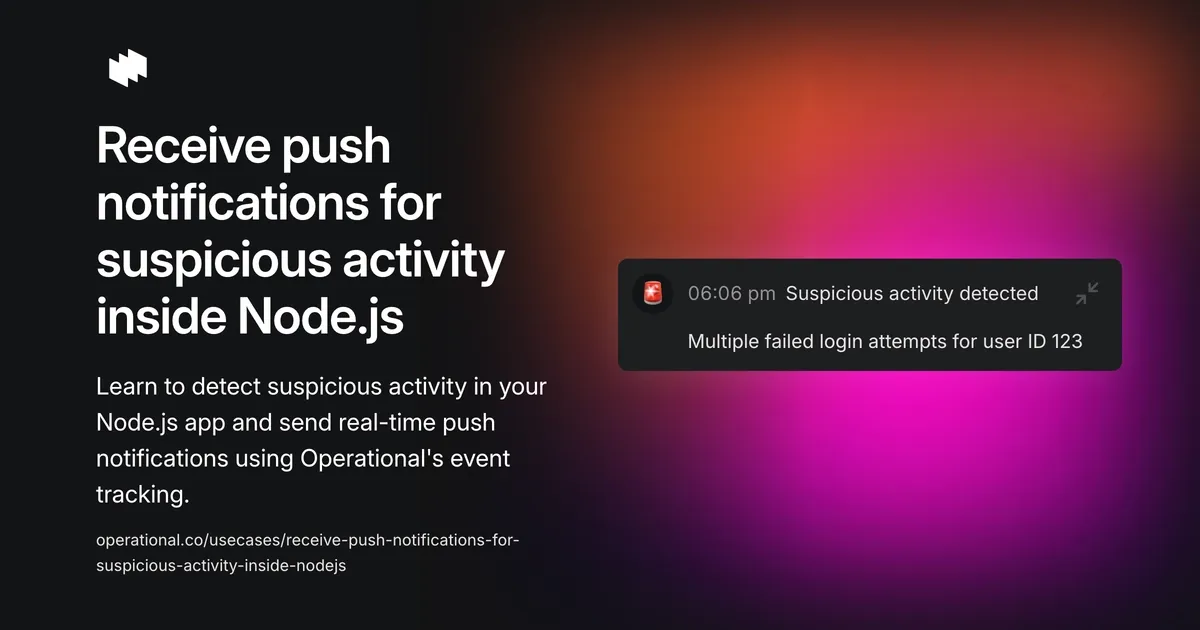 Receive push
notifications for
suspicious activity
inside Node.js
Learn to detect suspicious activity in your
Node.js app and send real-time push
notifications using Operational's event
tracking.
operational.co/usecases/receive-push-notifications-for-
suspicious-activity-inside-nodejs
06:06 pm Suspicious activity detected
Multiple failed login attempts for user ID 123